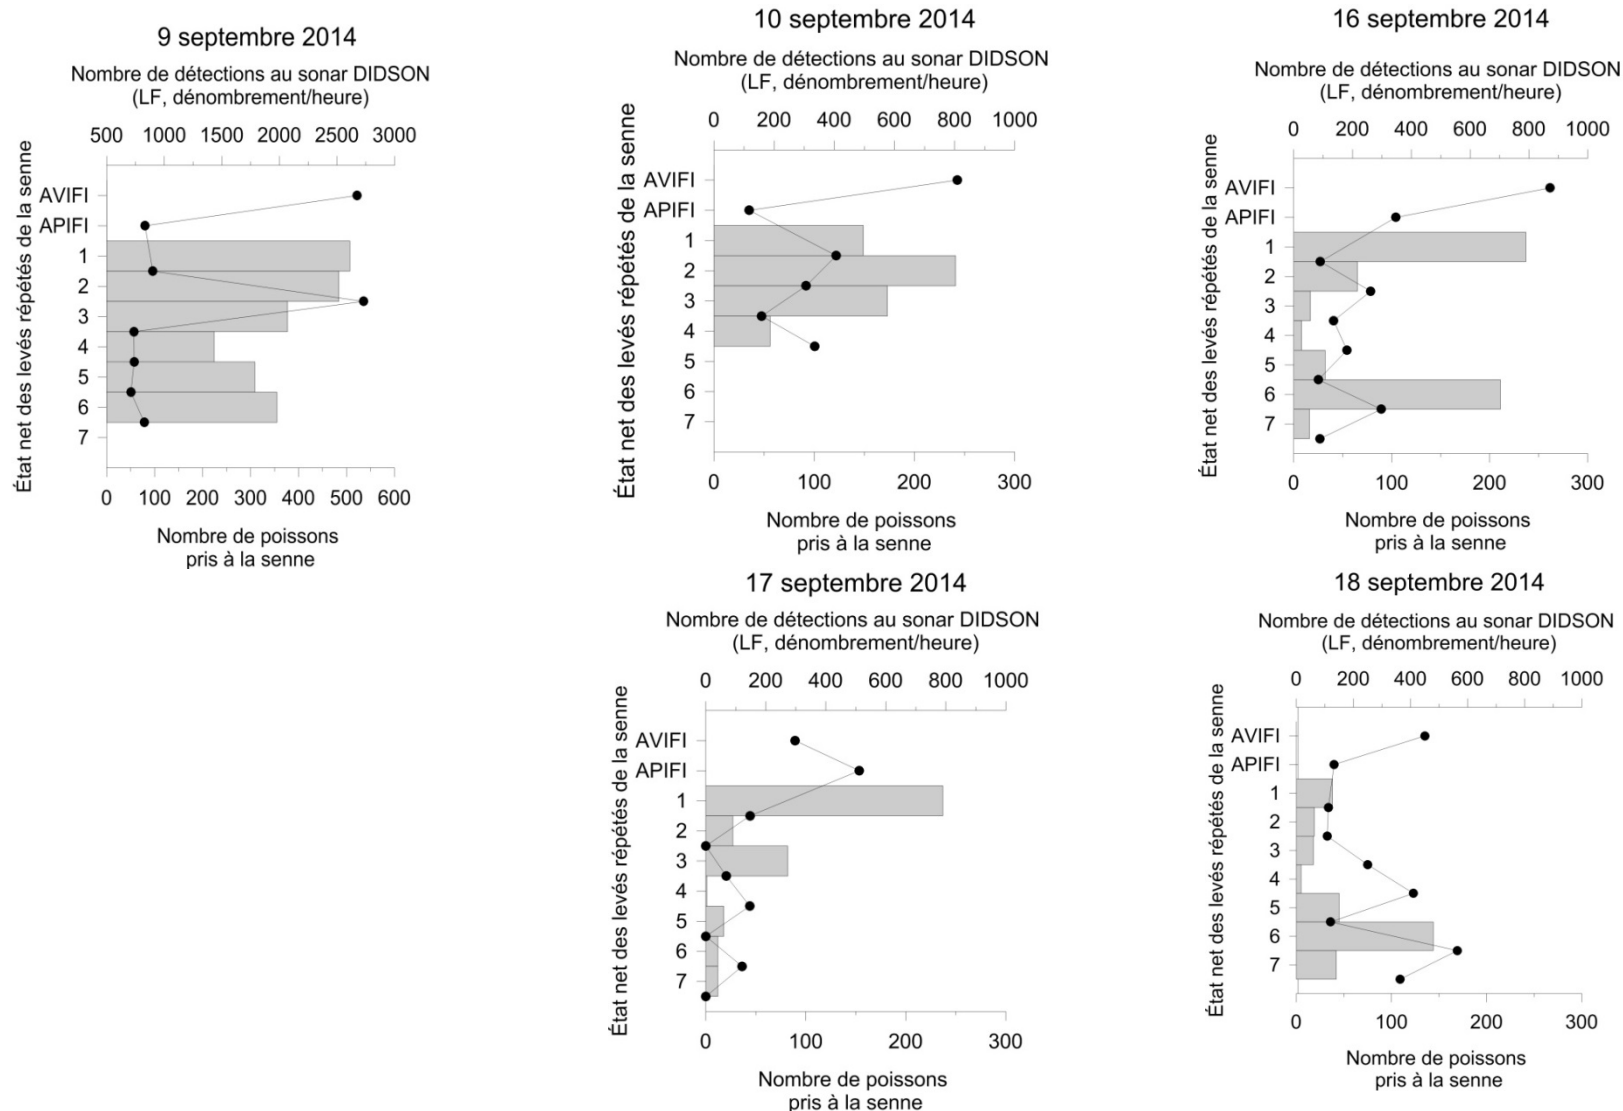 9 septembre 2014
Nombre de détections au sonar DIDSON
(LF, dénombrement/heure)
500 1000 1500 2000 2500 3000
État net des levés répétés de la senne
AVIFI
APIFI
1
2
3
4
5
6
7
0 100 200 300 400 500 600
Nombre de poissons
pris à la senne
10 septembre 2014
Nombre de détections au sonar DIDSON
(LF, dénombrement/heure)
0 200 400 600 800 1000
État net des levés répétés de la senne
AVIFI
APIFI
1
2
3
4
5
6
7
0 100 200 300
Nombre de poissons
pris à la senne
16 septembre 2014
Nombre de détections au sonar DIDSON
(LF, dénombrement/heure)
0 200 400 600 800 1000
État net des levés répétés de la senne
AVIFI
APIFI
1
2
3
4
5
6
7
0 100 200 300
Nombre de poissons
pris à la senne
17 septembre 2014
Nombre de détections au sonar DIDSON
(LF, dénombrement/heure)
0 200 400 600 800 1000
État net des levés répétés de la senne
AVIFI
APIFI
1
2
3
4
5
6
7
0 100 200 300
Nombre de poissons
pris à la senne
18 septembre 2014
Nombre de détections au sonar DIDSON
(LF, dénombrement/heure)
0 200 400 600 800 1000
État net des levés répétés de la senne
AVIFI
APIFI
1
2
3
4
5
6
7
0 100 200 300
Nombre de poissons
pris à la senne